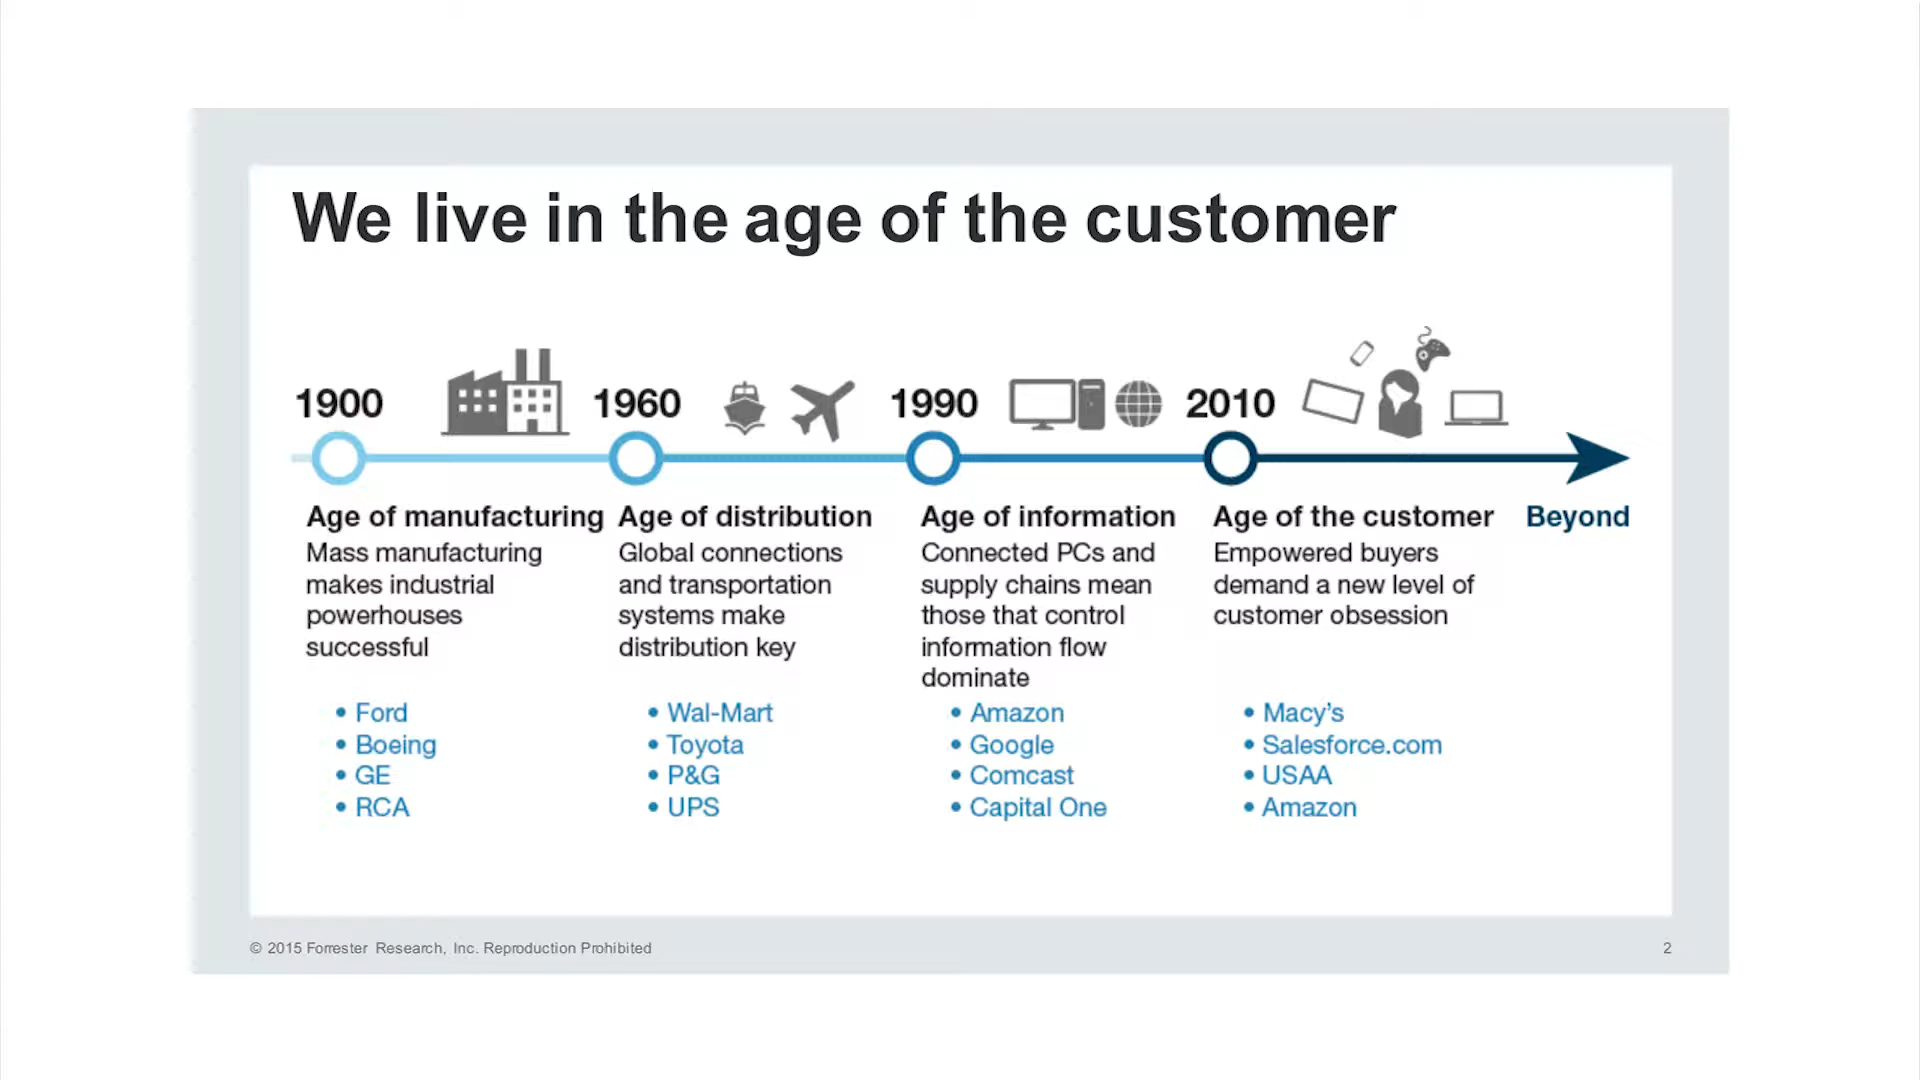 We live in the age of the customer
1900
1960
1990
2010
Age of manufacturing
Mass manufacturing
makes industrial
powerhouses
successful
• Ford
• Boeing
• GE
• RCA
Age of distribution
Global connections
and transportation
systems make
distribution key
• Wal-Mart
• Toyota
• P&G
• UPS
Age of information
Connected PCs and
supply chains mean
those that control
information flow
dominate
• Amazon
• Google
• Comcast
• Capital One
Age of the customer
Empowered buyers
demand a new level of
customer obsession
• Macy's
• Salesforce.com
• USAA
• Amazon
Beyond
© 2015 Forrester Research, Inc. Reproduction Prohibited
2